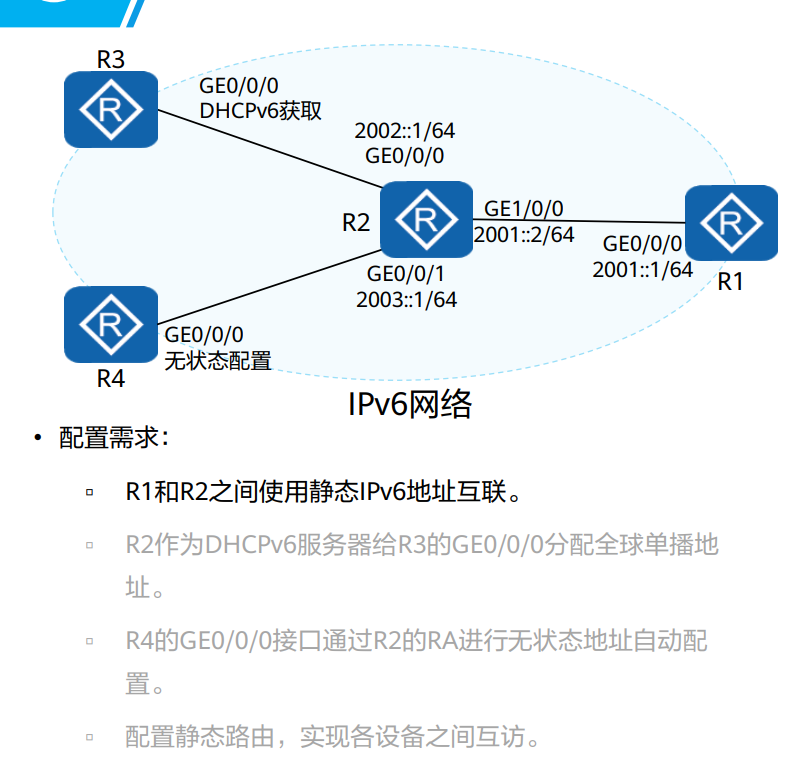 R3
GE0/0/0
DHCPv6获取
2002::1/64
GE0/0/0
R
R2
R
GE1/0/0
2001::2/64
R
GE0/0/0
2001::1/64
R1
GE0/0/1
2003::1/64
R
GE0/0/0
无状态配置
R4
IPv6网络
• 配置需求：
▫ R1和R2之间使用静态IPv6地址互联。
▫ R2作为DHCPv6服务器给R3的GE0/0/0分配全球单播地
址。
▫ R4的GE0/0/0接口通过R2的RA进行无状态地址自动配
置。
▫ 配置静态路由，实现各设备之间互访。